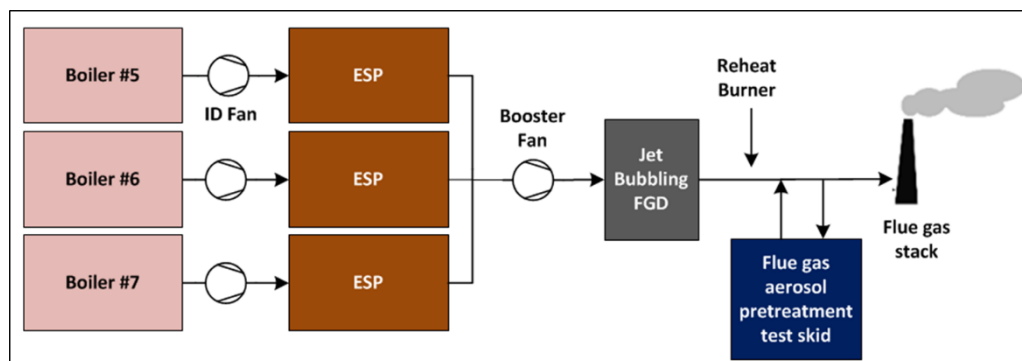 Boiler #5
ID Fan
ESP
Boiler #6
ESP
Boiler #7
ESP
Booster
Fan
Jet
Bubbling
FGD
Reheat
Burner
Flue gas
aerosol
pretreatment
test skid
Flue gas
stack